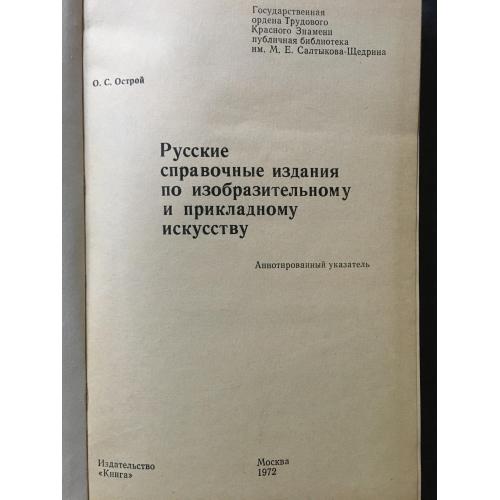 Государственная
ордена Трудового
Красного Знамени
публичная библиотека
им. М. Е. Салтыкова-Щедрина
О. С. Острой
Русские
справочные издания
по изобразительному
и прикладному
искусству
Аннотированный указатель
Издательство
«Книга»
Москва
1972